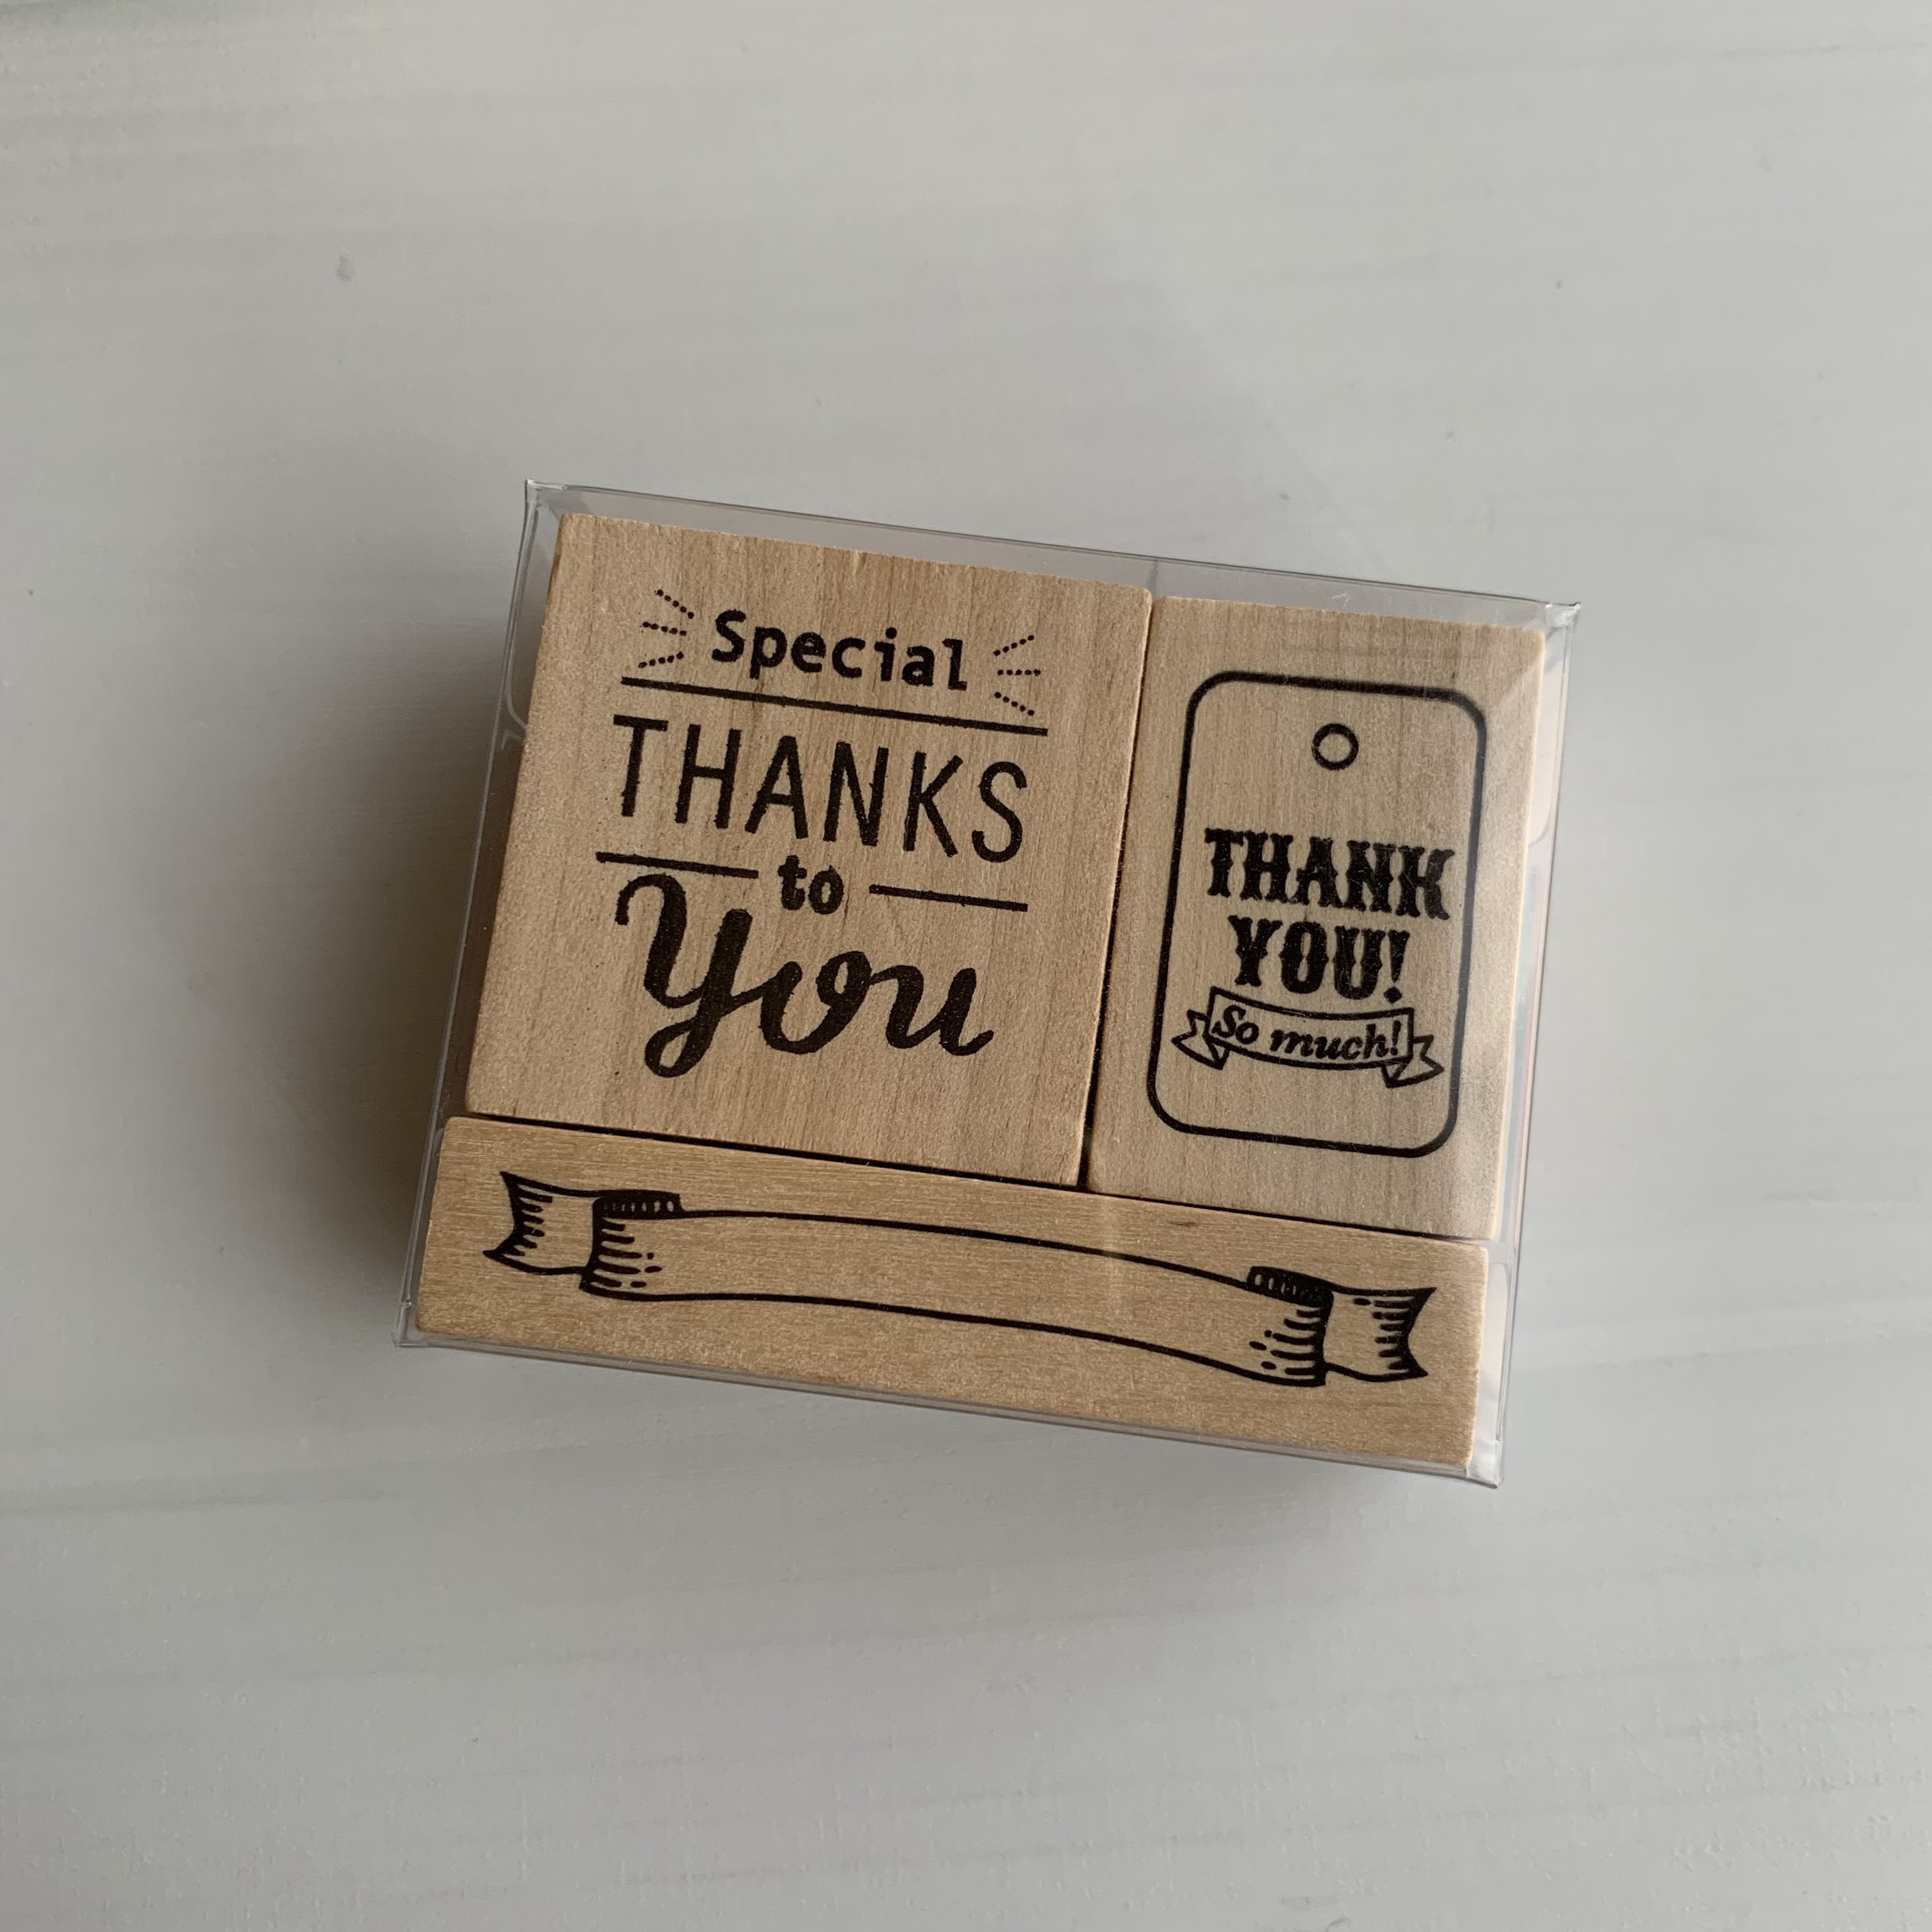 Special
THANKS
to
You
THANK
YOU!
So much!